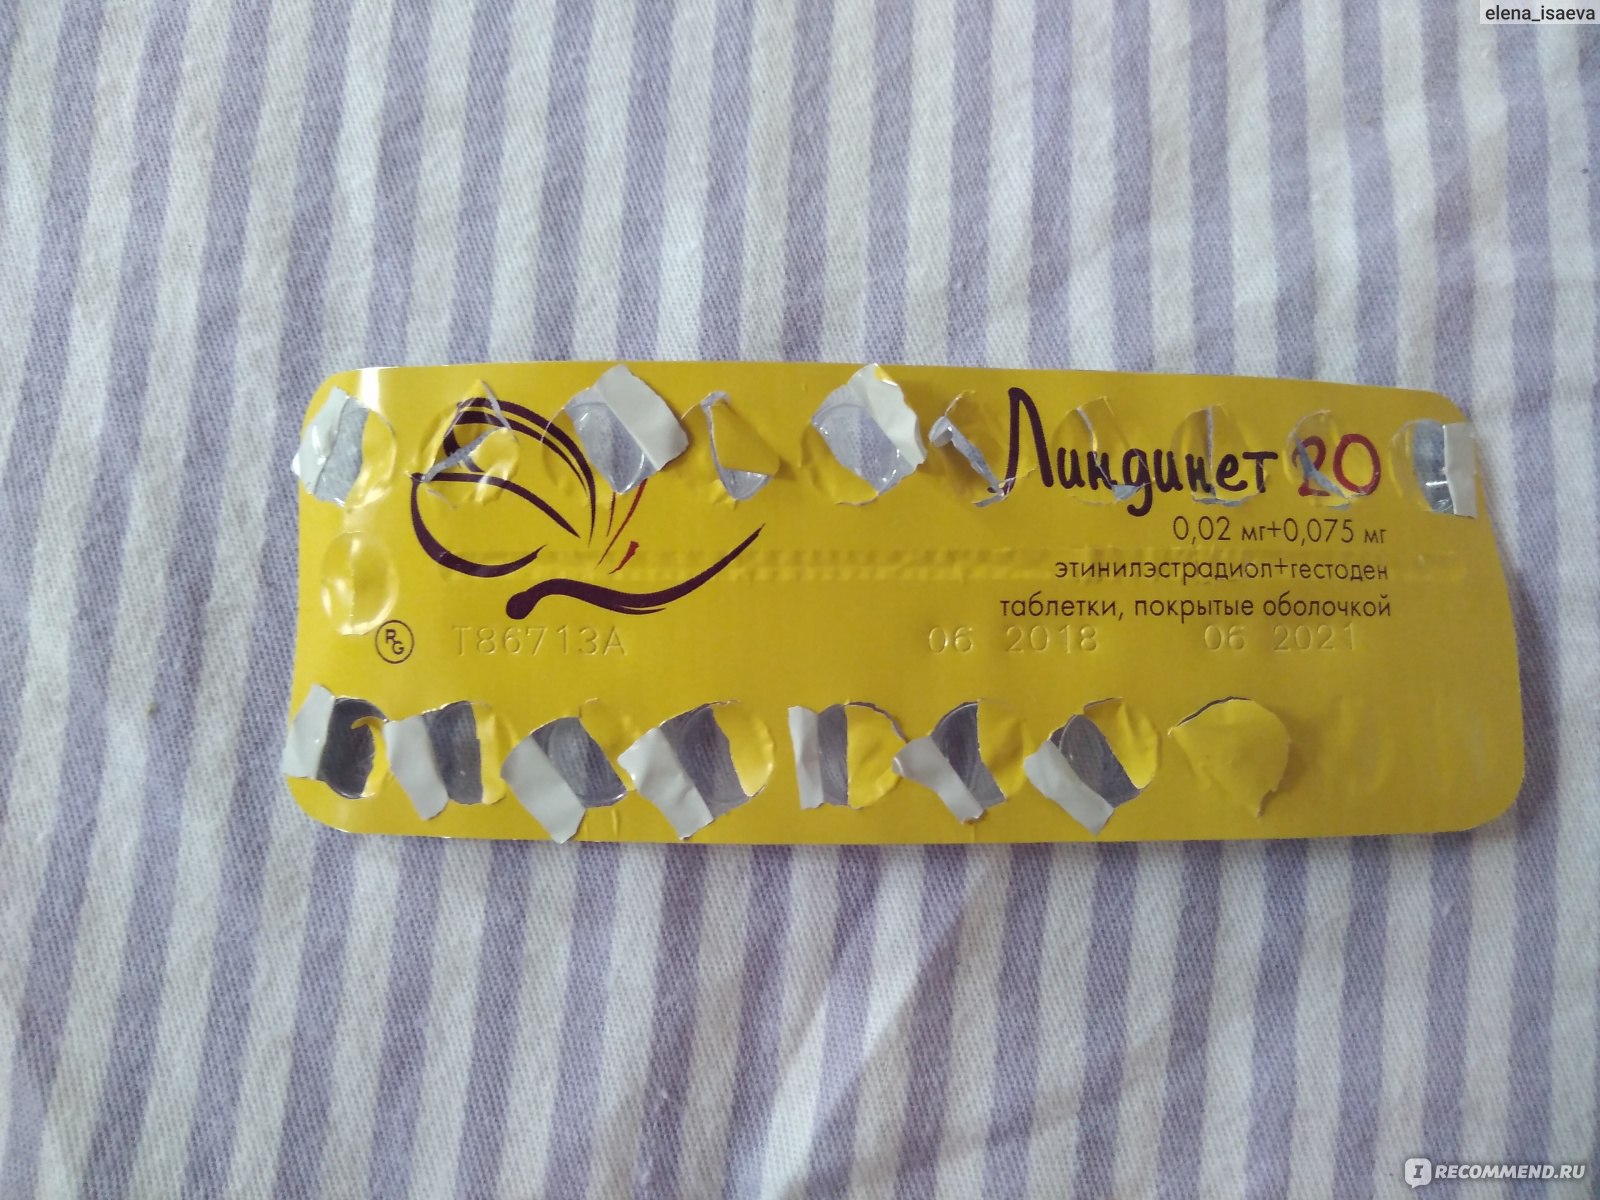 elena_isaeva
Линдинет 20
0,02 мг+0,075 мг
этинилэстрадиол+гестоден
таблетки, покрытые оболочкой
RG T86713A 06 2018 06 2021
IRECOMMEND.RU